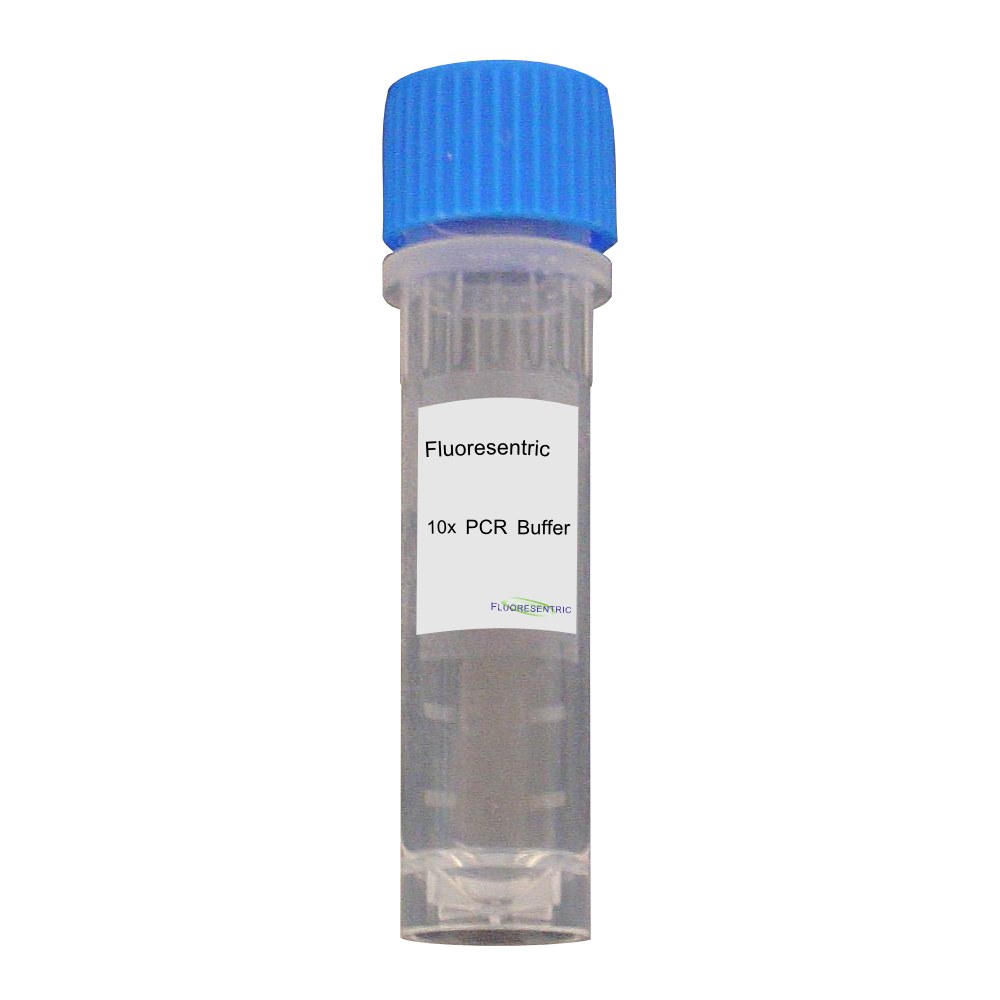 Fluoresentric
10x PCR Buffer
FLUORESENTRIC